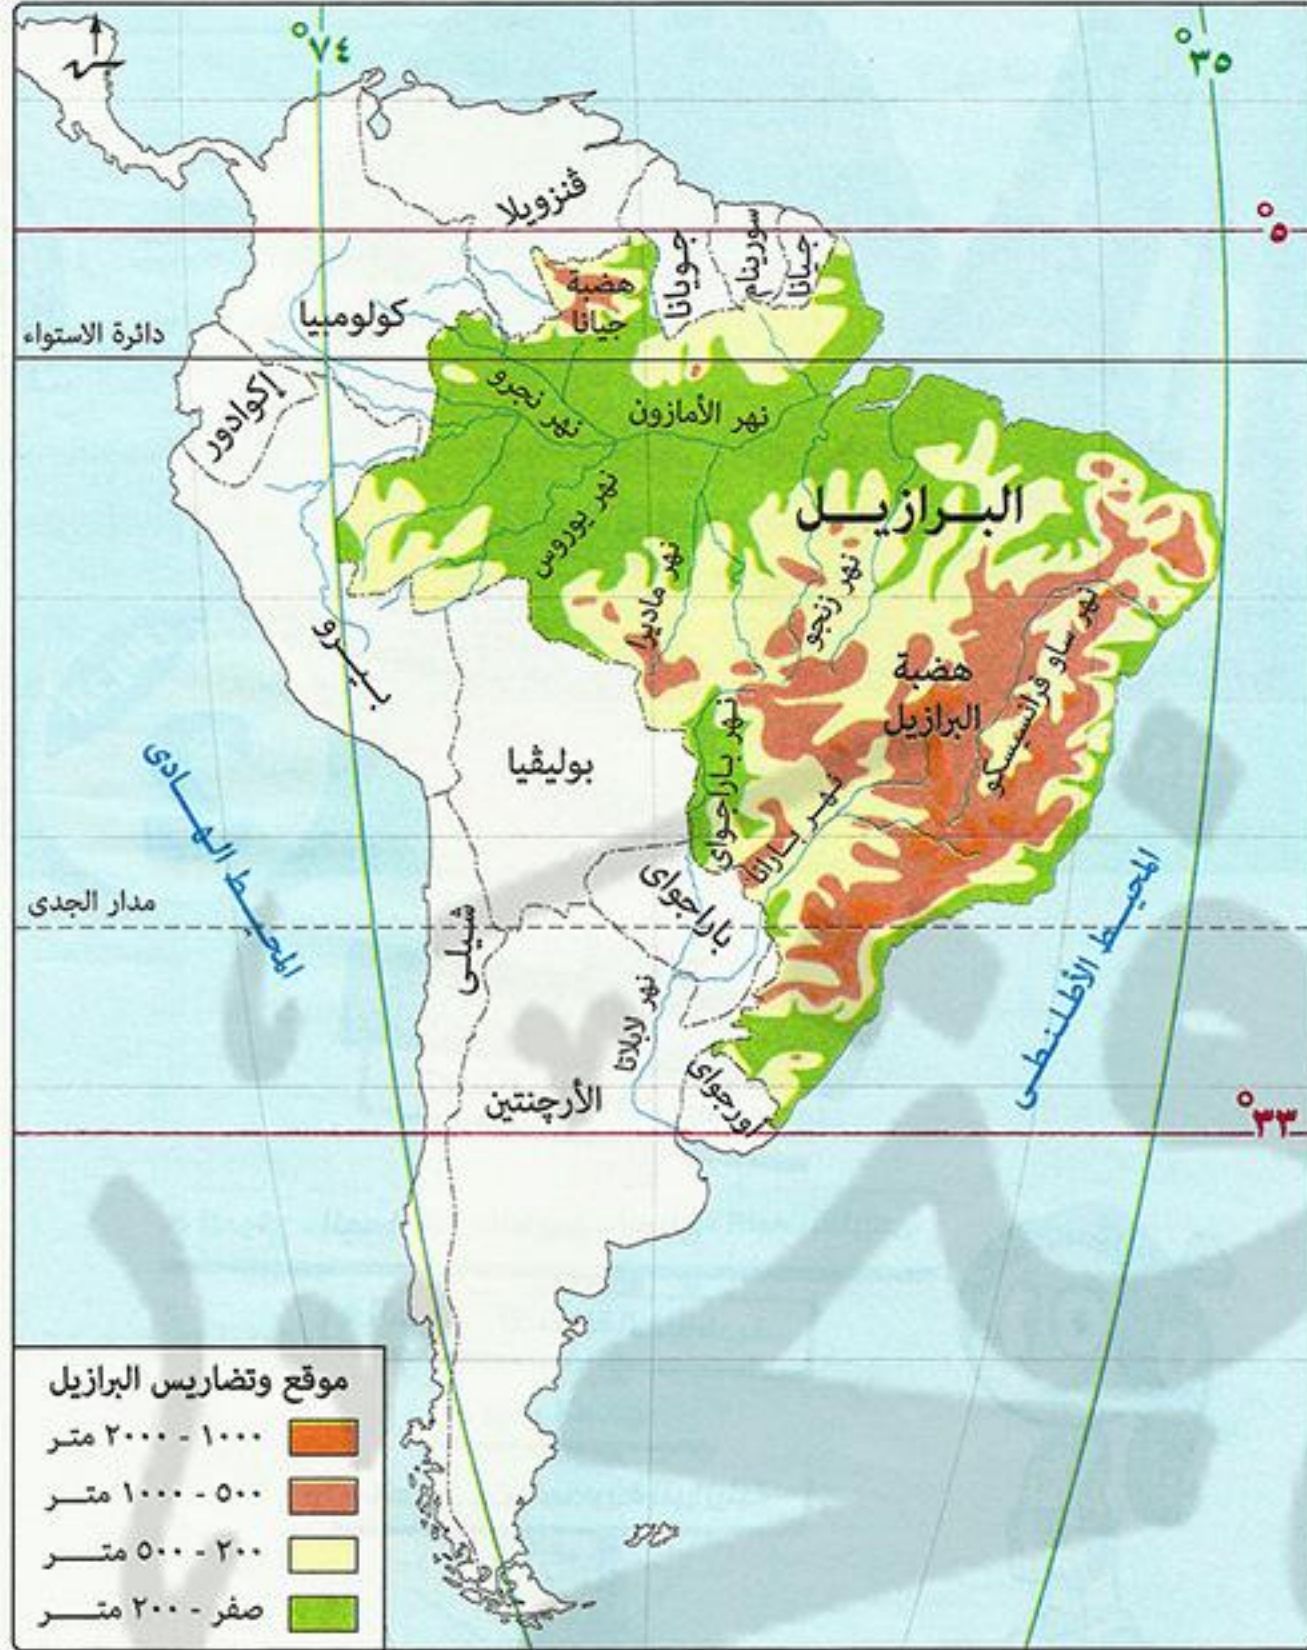 °٧٤
°٣٥
°٥
ڤنزويلا
جويانا
سورينام
جيانا
هضبة
جيانا
كولومبيا
دائرة الاستواء
إكوادور
نهر نجرو
نهر الأمازون
البرازيل
نهر بوروس
نهر ماديرا
نهر زنجو
نهر ساو فرانسيسكو
بيرو
هضبة
البرازيل
بوليڤيا
نهر باراجواى
نهر بارانا
المحيط الهادى
المحيط الأطلنطى
مدار الجدى
باراجواى
شيلى
نهر لابلاتا
الأرچنتين
أورجواى
°٣٣
موقع وتضاريس البرازيل
١٠٠٠ - ٢٠٠٠ متر
٥٠٠ - ١٠٠٠ متر
٢٠٠ - ٥٠٠ متر
صفر - ٢٠٠ متر